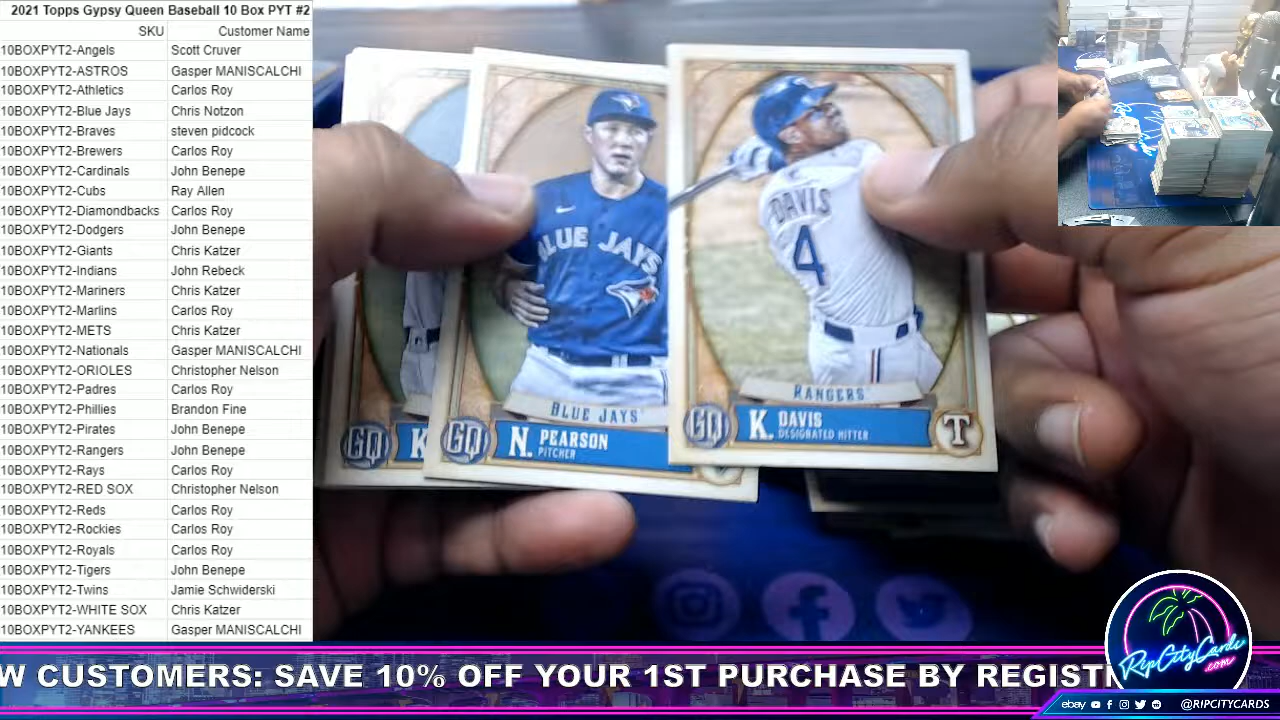 2021 Topps Gypsy Queen Baseball 10 Box PYT #2
SKU Customer Name
10BOXPYT2-Angels Scott Cruver
10BOXPYT2-ASTROS Gasper MANISCALCHI
10BOXPYT2-Athletics Carlos Roy
10BOXPYT2-Blue Jays Chris Notzon
10BOXPYT2-Braves steven pidcock
10BOXPYT2-Brewers Carlos Roy
10BOXPYT2-Cardinals John Benepe
10BOXPYT2-Cubs Ray Allen
10BOXPYT2-Diamondbacks Carlos Roy
10BOXPYT2-Dodgers John Benepe
10BOXPYT2-Giants Chris Katzer
10BOXPYT2-Indians John Rebeck
10BOXPYT2-Mariners Chris Katzer
10BOXPYT2-Marlins Carlos Roy
10BOXPYT2-METS Chris Katzer
10BOXPYT2-Nationals Gasper MANISCALCHI
10BOXPYT2-ORIOLES Christopher Nelson
10BOXPYT2-Padres Carlos Roy
10BOXPYT2-Phillies Brandon Fine
10BOXPYT2-Pirates John Benepe
10BOXPYT2-Rangers John Benepe
10BOXPYT2-Rays Carlos Roy
10BOXPYT2-RED SOX Christopher Nelson
10BOXPYT2-Reds Carlos Roy
10BOXPYT2-Rockies Carlos Roy
10BOXPYT2-Royals Carlos Roy
10BOXPYT2-Tigers John Benepe
10BOXPYT2-Twins Jamie Schwiderski
10BOXPYT2-WHITE SOX Chris Katzer
10BOXPYT2-YANKEES Gasper MANISCALCHI
GQ K
BLUE JAYS
BLUE JAYS
GQ N. PEARSON
PITCHER
DAVIS
4
RANGERS
GQ K. DAVIS
DESIGNATED HITTER
T
W CUSTOMERS: SAVE 10% OFF YOUR 1ST PURCHASE BY REGISTI
RipCityCards
.com
ebay @RIPCITYCARDS